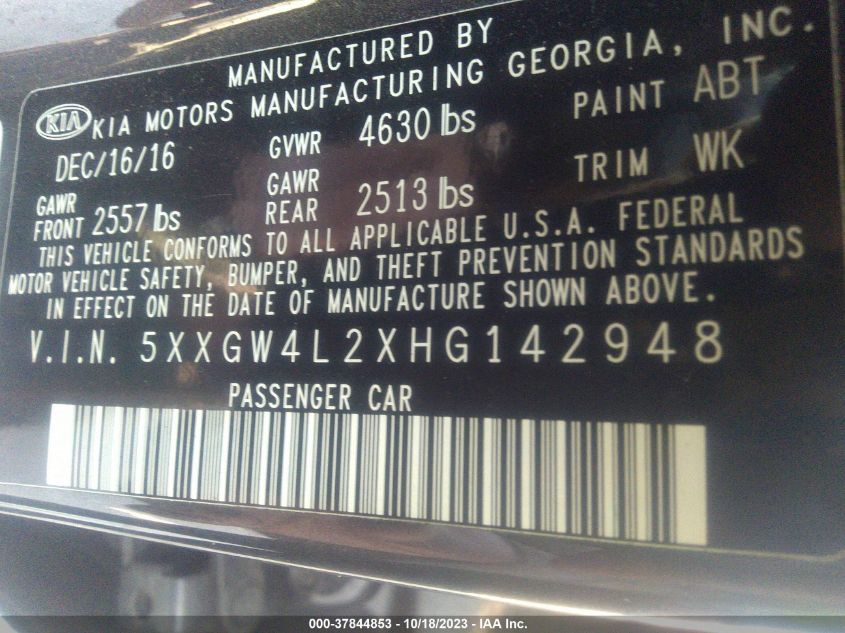 MANUFACTURED BY
KIA KIA MOTORS MANUFACTURING GEORGIA, INC.
DEC/16/16 GVWR 4630 lbs PAINT ABT
GAWR FRONT 2557 lbs GAWR REAR 2513 lbs TRIM WK
THIS VEHICLE CONFORMS TO ALL APPLICABLE U.S.A. FEDERAL
MOTOR VEHICLE SAFETY, BUMPER, AND THEFT PREVENTION STANDARDS
IN EFFECT ON THE DATE OF MANUFACTURE SHOWN ABOVE.
V.I.N. 5XXGW4L2XHG142948
PASSENGER CAR
000-37844853 - 10/18/2023 - IAA Inc.